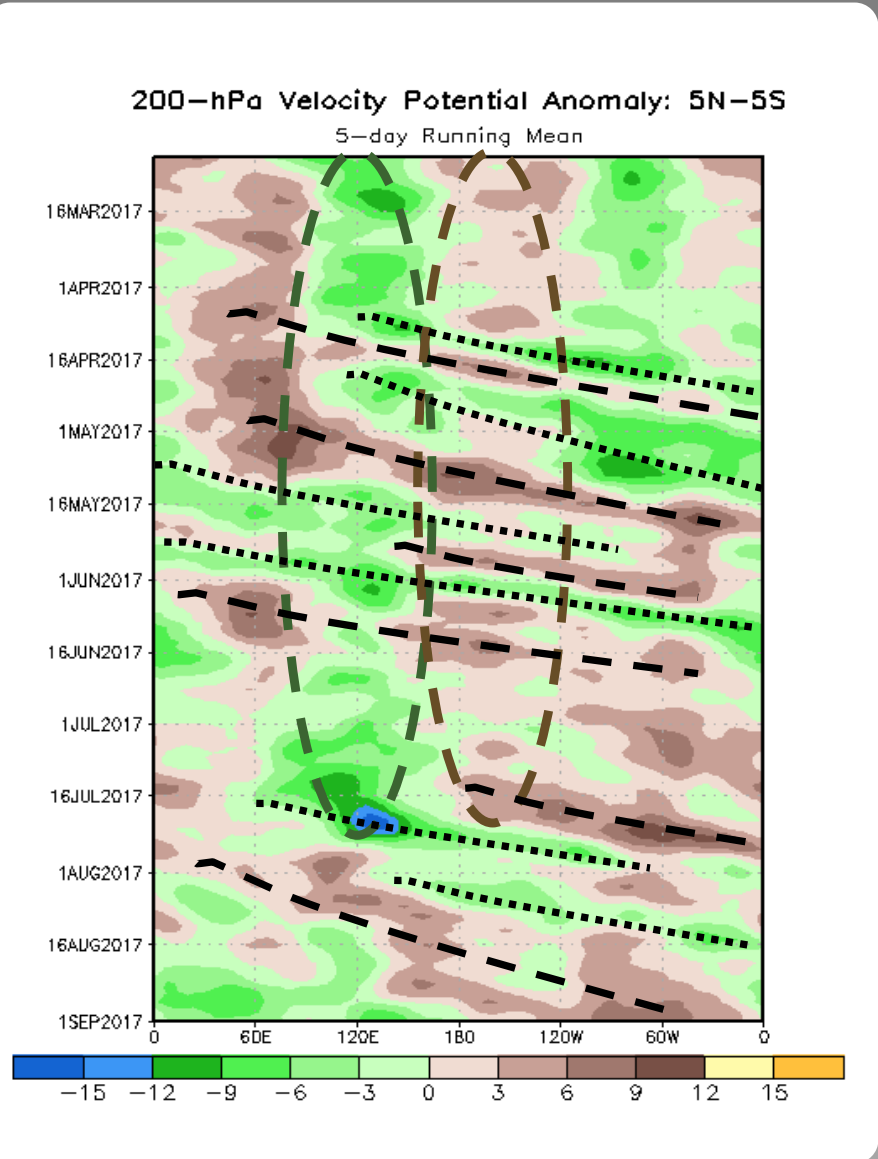 200-hPa Velocity Potential Anomaly: 5N-5S
5-day Running Mean
16MAR2017
1APR2017
16APR2017
1MAY2017
16MAY2017
1JUN2017
16JUN2017
1JUL2017
16JUL2017
1AUG2017
16AUG2017
1SEP2017
0 60E 120E 180 120W 60W 0
-15 -12 -9 -6 -3 0 3 6 9 12 15